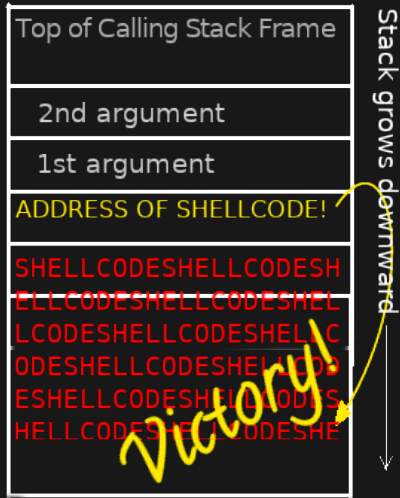 Top of Calling Stack Frame
2nd argument
1st argument
ADDRESS OF SHELLCODE!
SHELLCODESHELLCODESH
ELLCODESHELLCODESHEL
LCODESHELLCODESHELLC
ODESHELLCODESHELLCOD
ESHELLCODESHELLCODES
HELLCODESHELLCODESHE
Victory!
Stack grows downward